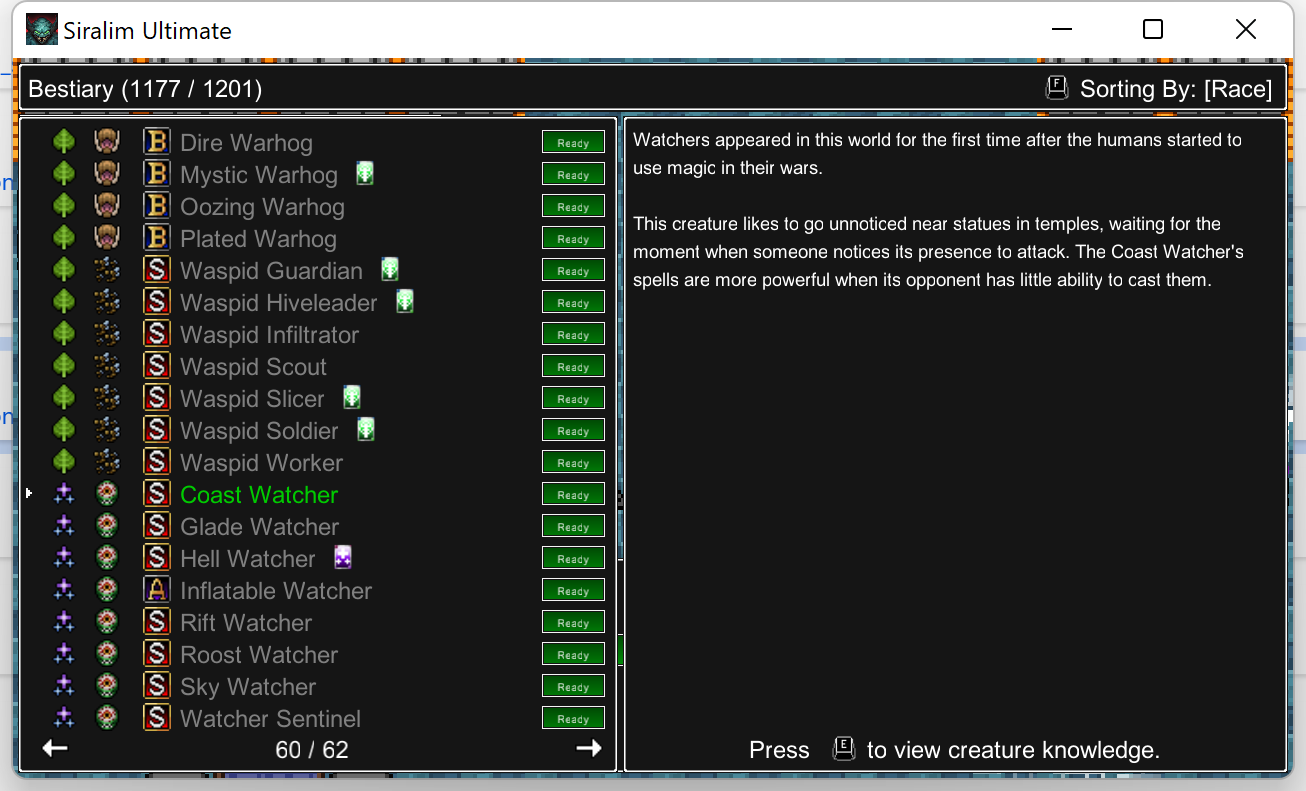 Siralim Ultimate
Bestiary (1177 / 1201)
F Sorting By: [Race]
B Dire Warhog Ready
B Mystic Warhog Ready
B Oozing Warhog Ready
B Plated Warhog Ready
S Waspid Guardian Ready
S Waspid Hiveleader Ready
S Waspid Infiltrator Ready
S Waspid Scout Ready
S Waspid Slicer Ready
S Waspid Soldier Ready
S Waspid Worker Ready
S Coast Watcher Ready
S Glade Watcher Ready
S Hell Watcher Ready
A Inflatable Watcher Ready
S Rift Watcher Ready
S Roost Watcher Ready
S Sky Watcher Ready
S Watcher Sentinel Ready
60 / 62
Watchers appeared in this world for the first time after the humans started to
use magic in their wars.
This creature likes to go unnoticed near statues in temples, waiting for the
moment when someone notices its presence to attack. The Coast Watcher's
spells are more powerful when its opponent has little ability to cast them.
Press E to view creature knowledge.